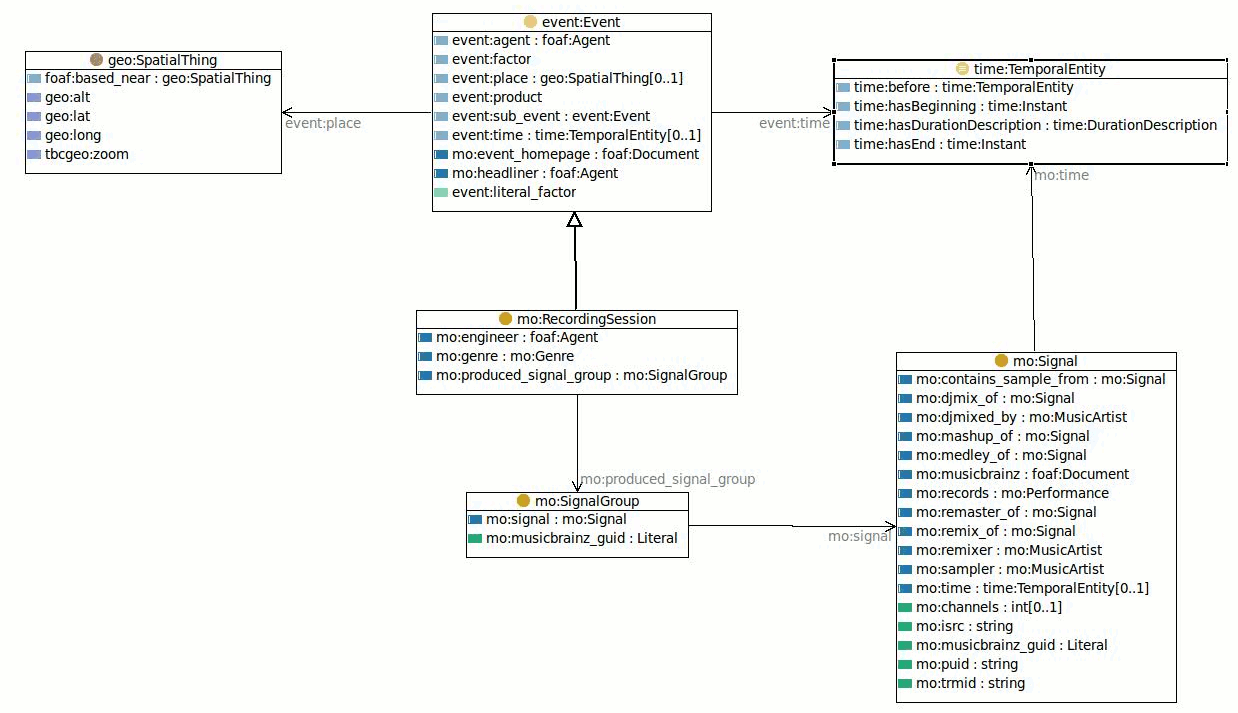 event:Event
event:agent : foaf:Agent
event:factor
event:place : geo:SpatialThing[0..1]
event:product
event:sub_event : event:Event
event:time : time:TemporalEntity[0..1]
mo:event_homepage : foaf:Document
mo:headliner : foaf:Agent
event:literal_factor
geo:SpatialThing
foaf:based_near : geo:SpatialThing
geo:alt
geo:lat
geo:long
tbcgeo:zoom
event:place
event:time
time:TemporalEntity
time:before : time:TemporalEntity
time:hasBeginning : time:Instant
time:hasDurationDescription : time:DurationDescription
time:hasEnd : time:Instant
mo:time
mo:RecordingSession
mo:engineer : foaf:Agent
mo:genre : mo:Genre
mo:produced_signal_group : mo:SignalGroup
mo:produced_signal_group
mo:SignalGroup
mo:signal : mo:Signal
mo:musicbrainz_guid : Literal
mo:signal
mo:Signal
mo:contains_sample_from : mo:Signal
mo:djmix_of : mo:Signal
mo:djmixed_by : mo:MusicArtist
mo:mashup_of : mo:Signal
mo:medley_of : mo:Signal
mo:musicbrainz : foaf:Document
mo:records : mo:Performance
mo:remaster_of : mo:Signal
mo:remix_of : mo:Signal
mo:remixer : mo:MusicArtist
mo:sampler : mo:MusicArtist
mo:time : time:TemporalEntity[0..1]
mo:channels : int[0..1]
mo:isrc : string
mo:musicbrainz_guid : Literal
mo:puid : string
mo:trmid : string